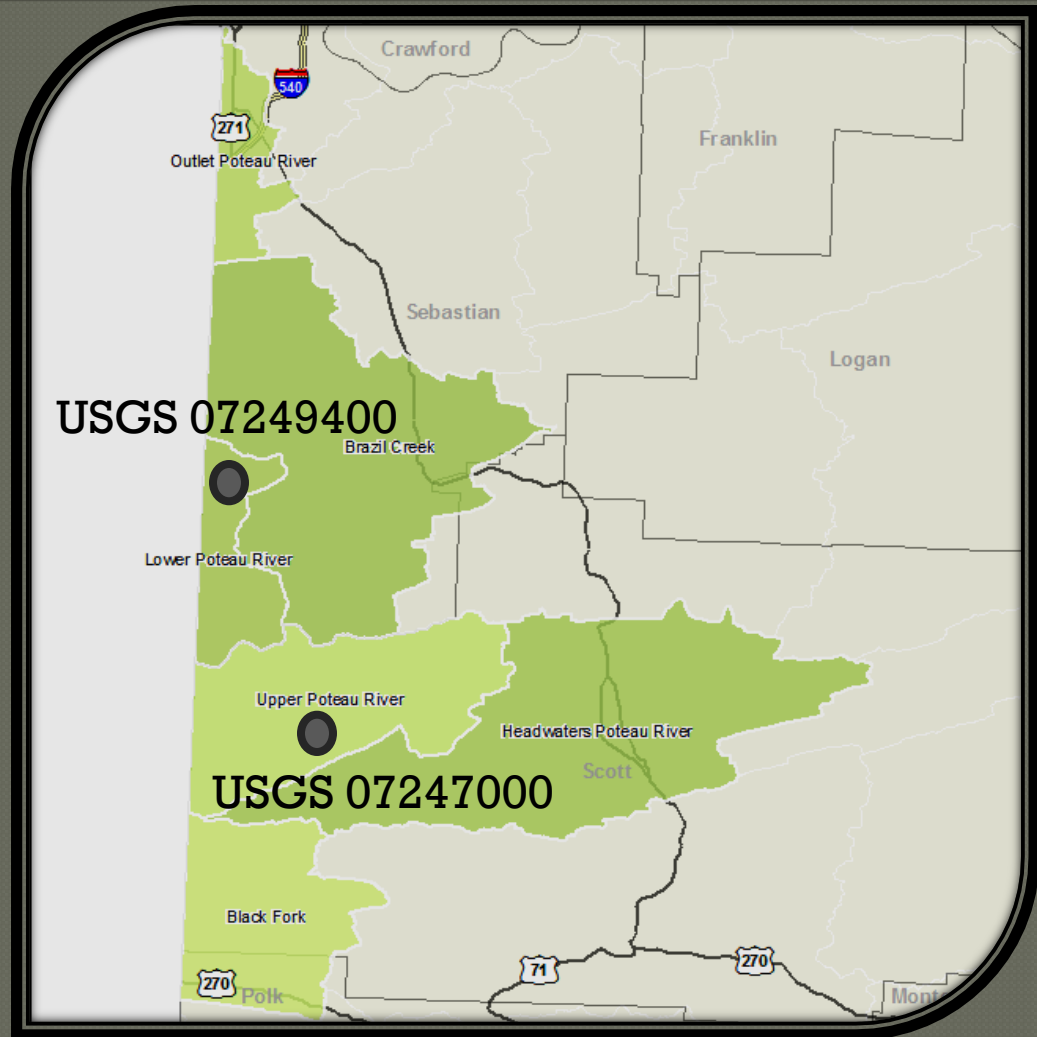 Crawford
540
271
Franklin
Outlet Poteau River
Sebastian
Logan
USGS 07249400
Brazil Creek
Lower Poteau River
Upper Poteau River
Headwaters Poteau River
Scott
USGS 07247000
Black Fork
71
270
270
Polk